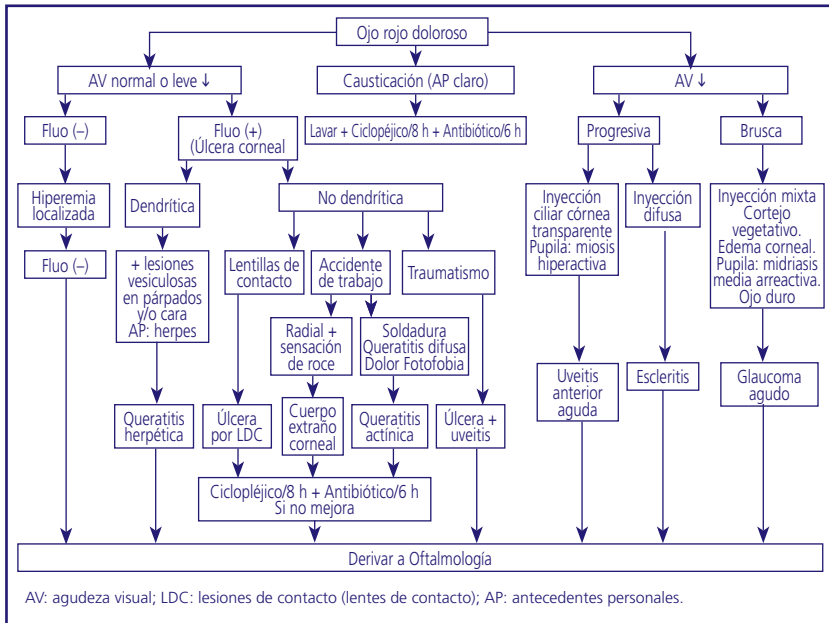 Ojo rojo doloroso
AV normal o leve ↓
Causticación (AP claro)
AV ↓
Fluo (–)
Fluo (+)
(Úlcera corneal
Lavar + Ciclopéjico/8 h + Antibiótico/6 h
Progresiva
Brusca
Hiperemia
localizada
Dendrítica
No dendrítica
Inyección
ciliar córnea
transparente
Pupila: miosis
hiperactiva
Inyección
difusa
Inyección mixta
Cortejo
vegetativo.
Edema corneal.
Pupila: midriasis
media arreactiva.
Ojo duro
Fluo (–)
+ lesiones
vesiculosas
en párpados
y/o cara
AP: herpes
Lentillas de
contacto
Accidente
de trabajo
Traumatismo
Radial +
sensación
de roce
Soldadura
Queratitis difusa
Dolor Fotofobia
Uveitis
anterior
aguda
Escleritis
Glaucoma
agudo
Queratitis
herpética
Úlcera
por LDC
Cuerpo
extraño
corneal
Queratitis
actínica
Úlcera +
uveitis
Ciclopléjico/8 h + Antibiótico/6 h
Si no mejora
Derivar a Oftalmología
AV: agudeza visual; LDC: lesiones de contacto (lentes de contacto); AP: antecedentes personales.